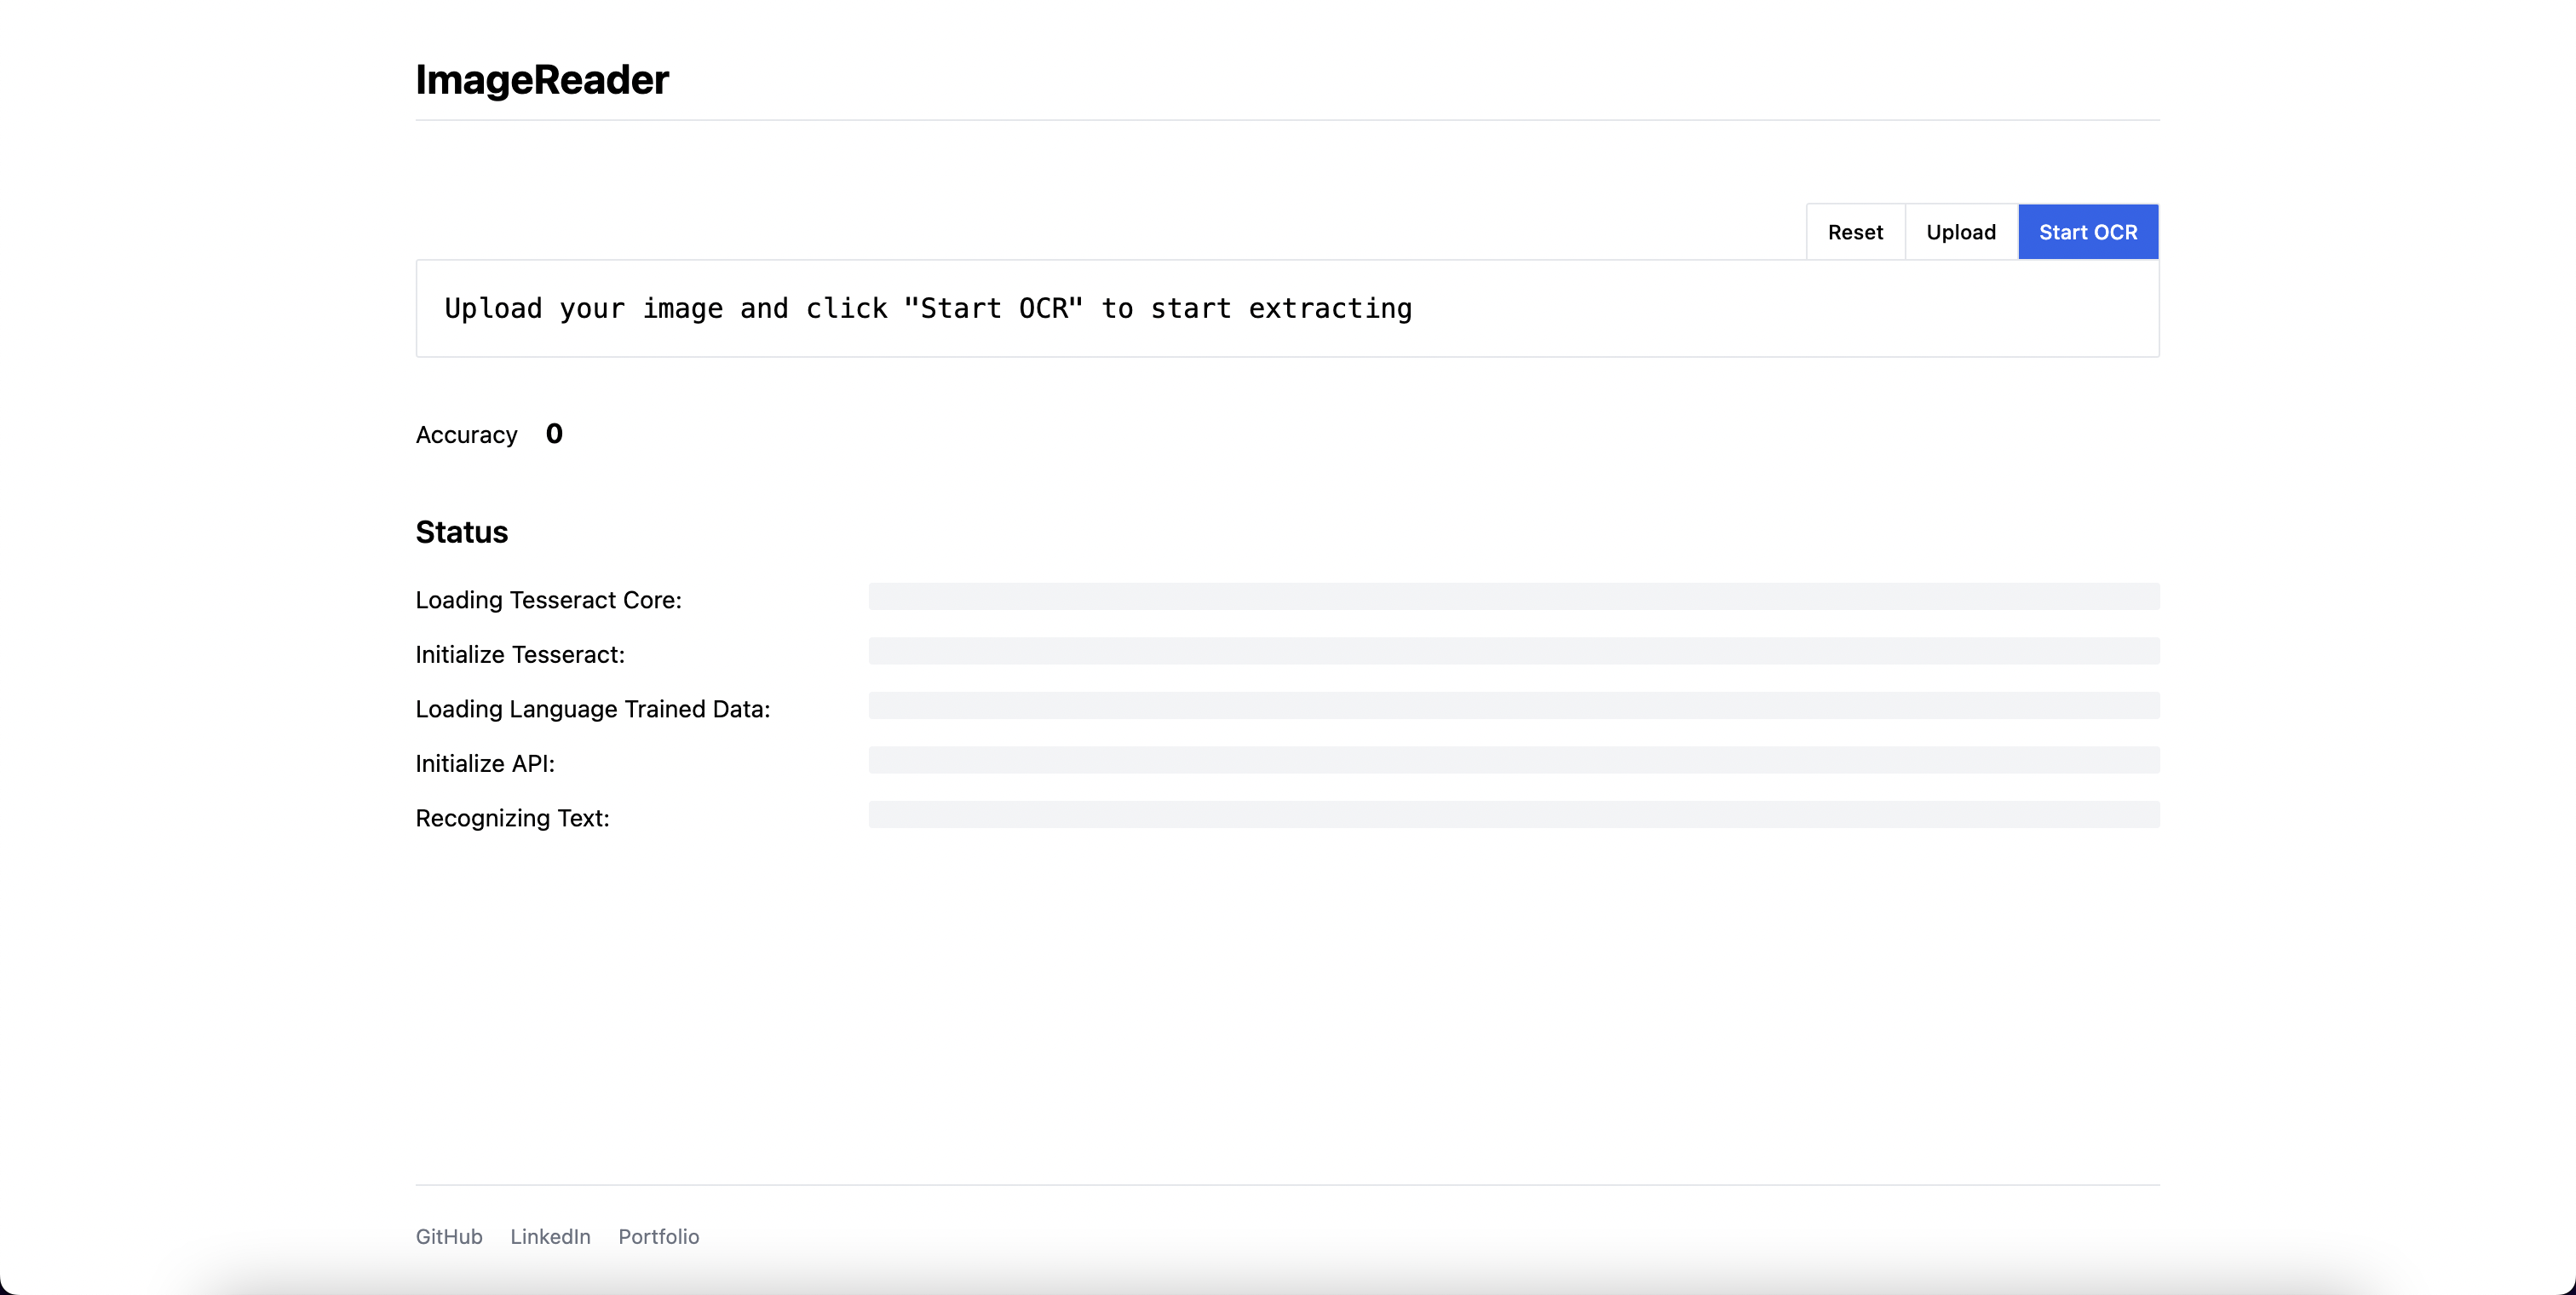 ImageReader
Reset Upload Start OCR
Upload your image and click "Start OCR" to start extracting
Accuracy 0
Status
Loading Tesseract Core:
Initialize Tesseract:
Loading Language Trained Data:
Initialize API:
Recognizing Text:
GitHub LinkedIn Portfolio